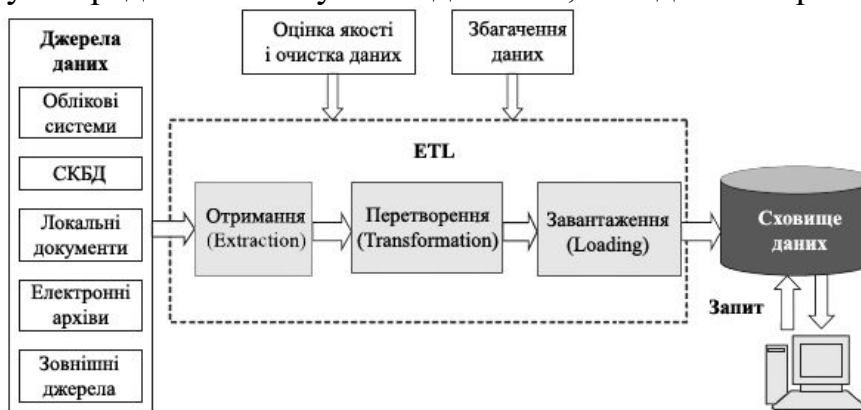 Джерела
даних
Облікові
системи
СКБД
Локальні
документи
Електронні
архіви
Зовнішні
джерела
Оцінка якості
і очистка даних
Збагачення
даних
ETL
Отримання
(Extraction)
Перетворення
(Transformation)
Завантаження
(Loading)
Сховище
даних
Запит